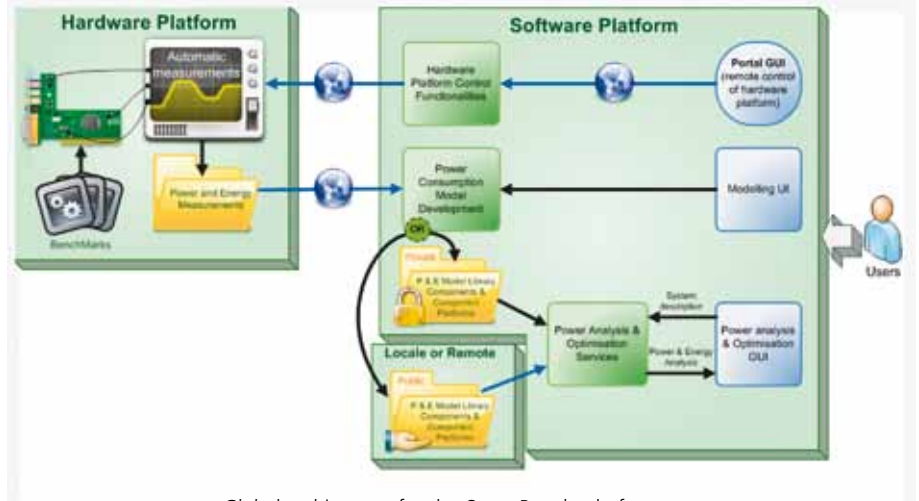 Hardware Platform
Automatic
measurements
Power and Energy
Measurements
BenchMarks
Software Platform
Hardware
Platform Control
Functionalities
Portal GUI
(remote control
of hardware
platform)
Power
Consumption
Model
Development
Modelling UI
OR
Private
P & E Model Library
Components &
Component
Platforms
Users
System
description
Power Analysis &
Optimisation
Services
Power & Energy
Analysis
Power analysis
& Optimisation
GUI
Locale or Remote
Public
P & E Model Library
Components &
Component
Platforms